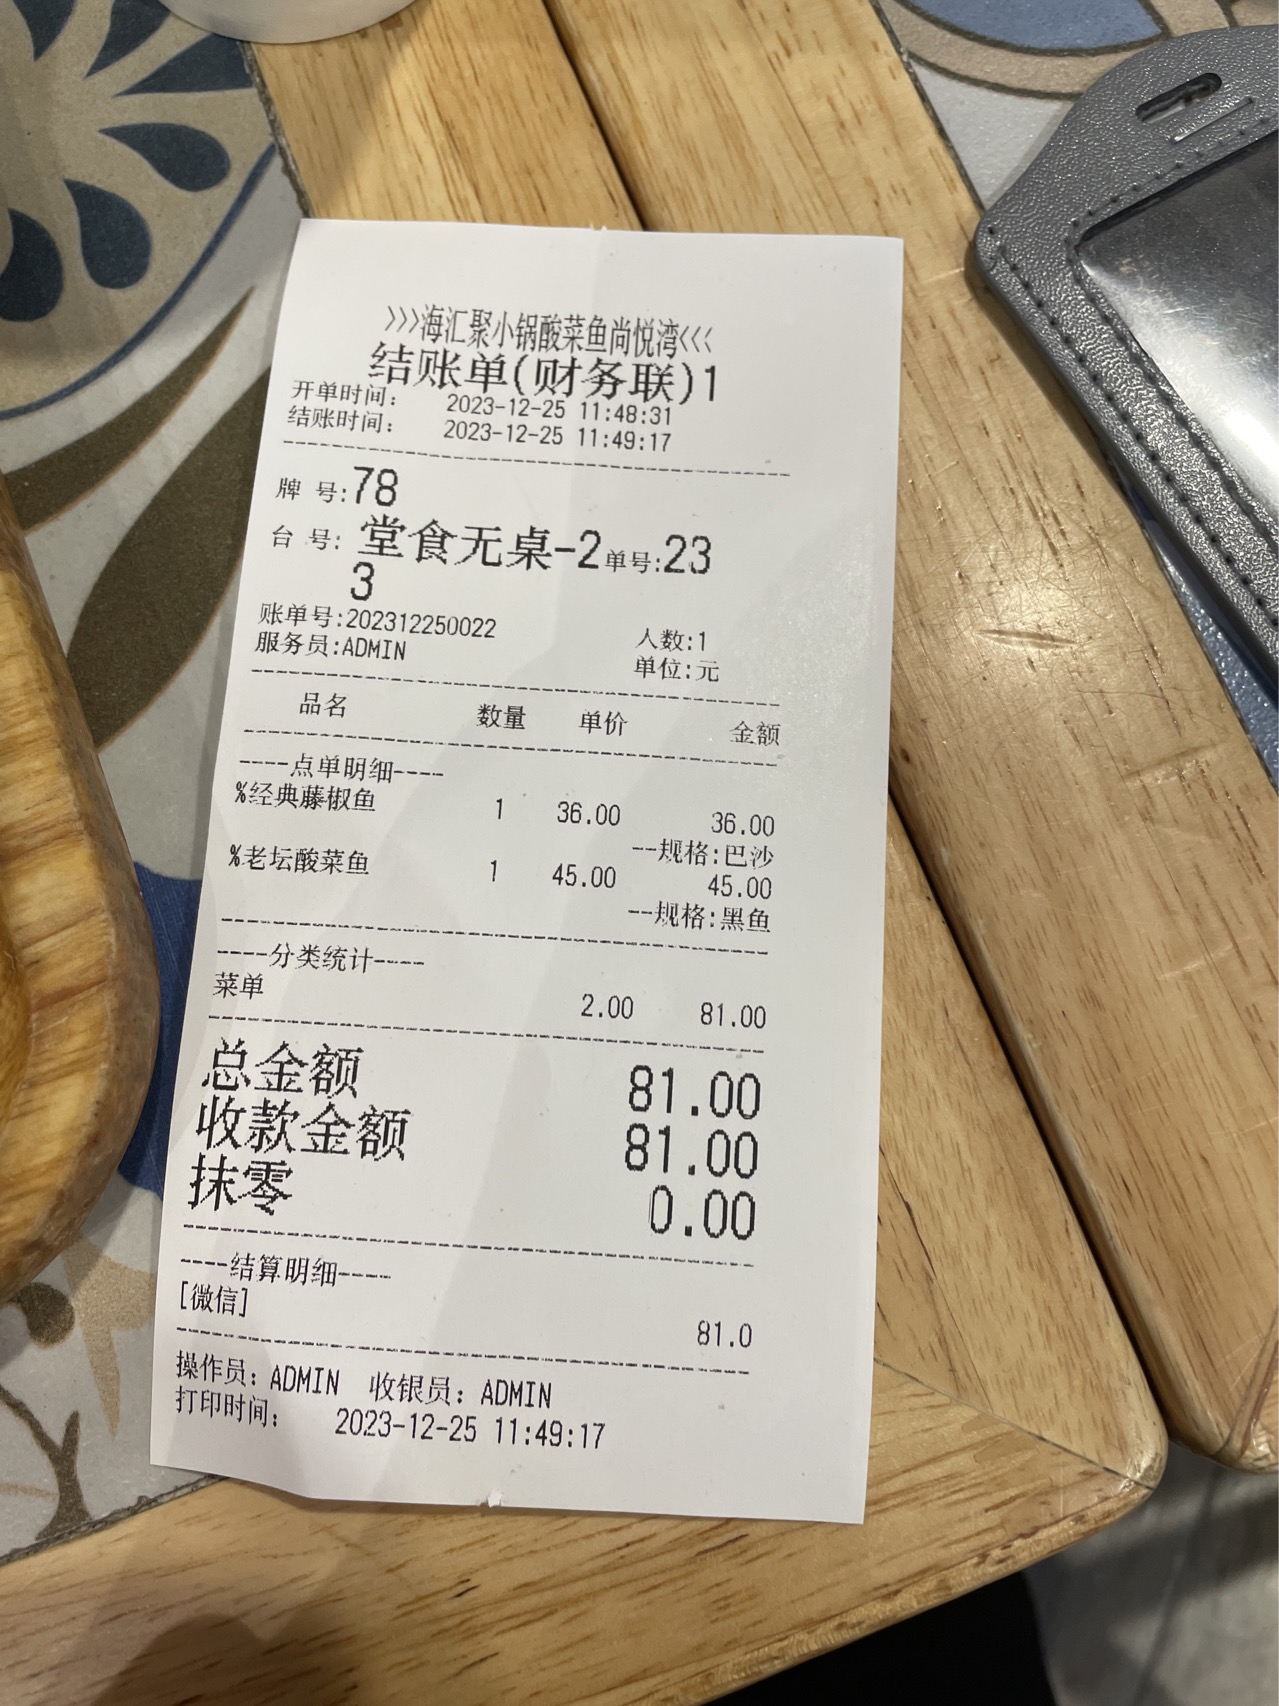 >>>海汇聚小锅酸菜鱼尚悦湾<<<
结账单(财务联)1
开单时间: 2023-12-25 11:48:31
结账时间: 2023-12-25 11:49:17
牌 号:78
台 号: 堂食无桌-2 单号:23
3
账单号:202312250022 人数:1
服务员:ADMIN 单位:元
品名 数量 单价 金额
----点单明细----
%经典藤椒鱼 1 36.00 36.00
--规格:巴沙
%老坛酸菜鱼 1 45.00 45.00
--规格:黑鱼
----分类统计----
菜单 2.00 81.00
总金额 81.00
收款金额 81.00
抹零 0.00
----结算明细----
[微信] 81.0
操作员: ADMIN 收银员: ADMIN
打印时间: 2023-12-25 11:49:17